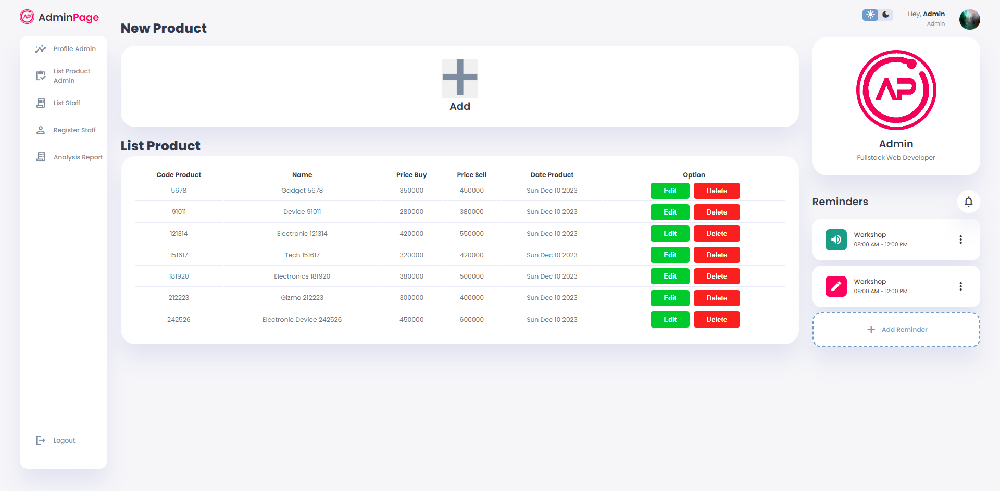 AdminPage
Profile Admin
List Product
Admin
List Staff
Register Staff
Analysis Report
Logout
New Product
Add
List Product
Code Product Name Price Buy Price Sell Date Product Option
5678 Gadget 5678 350000 450000 Sun Dec 10 2023 Edit Delete
91011 Device 91011 280000 380000 Sun Dec 10 2023 Edit Delete
121314 Electronic 121314 420000 550000 Sun Dec 10 2023 Edit Delete
151617 Tech 151617 320000 420000 Sun Dec 10 2023 Edit Delete
181920 Electronics 181920 380000 500000 Sun Dec 10 2023 Edit Delete
212223 Gizmo 212223 300000 400000 Sun Dec 10 2023 Edit Delete
242526 Electronic Device 242526 450000 600000 Sun Dec 10 2023 Edit Delete
Hey, Admin
Admin
AP
Admin
Fullstack Web Developer
Reminders
Workshop
08:00 AM - 12:00 PM
Workshop
08:00 AM - 12:00 PM
Add Reminder